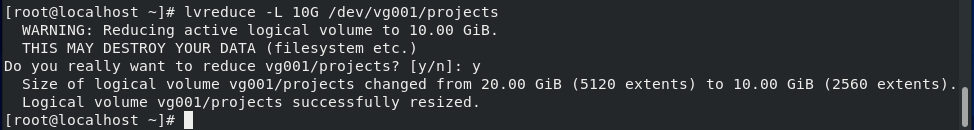 [root@localhost ~]# lvreduce -L 10G /dev/vg001/projects
  WARNING: Reducing active logical volume to 10.00 GiB.
  THIS MAY DESTROY YOUR DATA (filesystem etc.)
Do you really want to reduce vg001/projects? [y/n]: y
  Size of logical volume vg001/projects changed from 20.00 GiB (5120 extents) to 10.00 GiB (2560 extents).
  Logical volume vg001/projects successfully resized.
[root@localhost ~]#